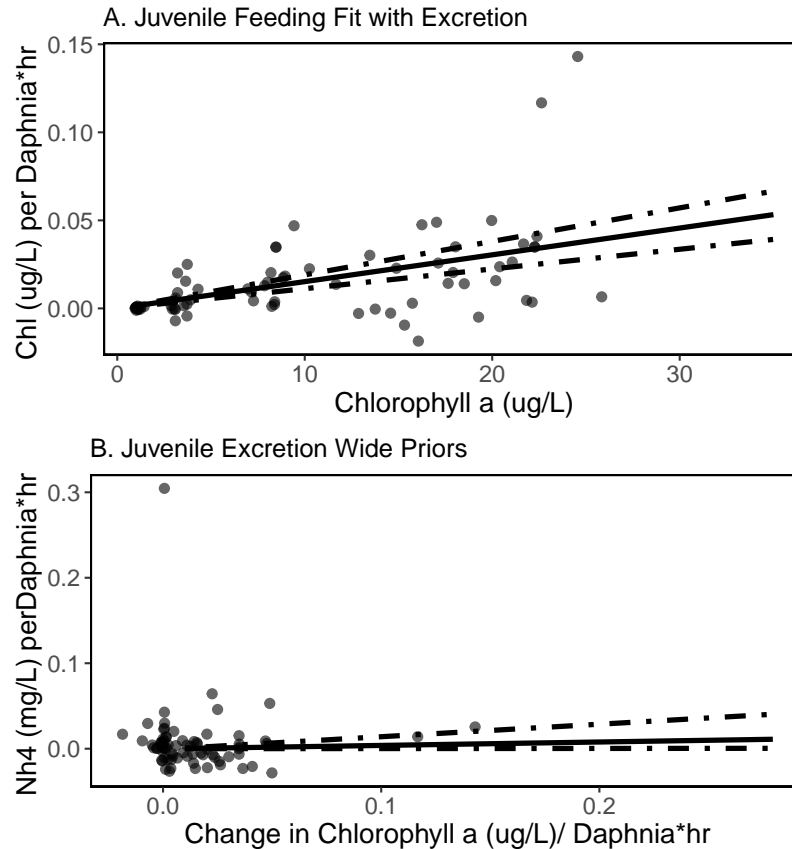 A. Juvenile Feeding Fit with Excretion
Chl (ug/L) per Daphnia*hr
0.15
0.10
0.05
0.00
0 10 20 30
Chlorophyll a (ug/L)
B. Juvenile Excretion Wide Priors
Nh4 (mg/L) perDaphnia*hr
0.3
0.2
0.1
0.0
0.0 0.1 0.2
Change in Chlorophyll a (ug/L)/ Daphnia*hr